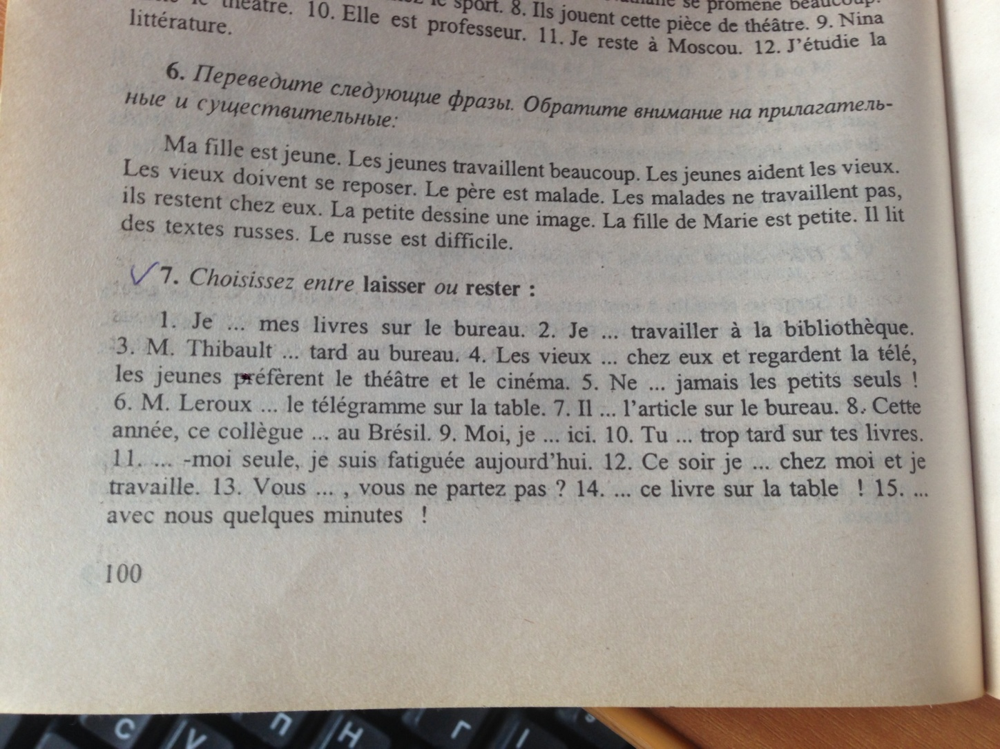 théâtre. 10. Elle est professeur. 11. Je reste à Moscou. 12. J'étudie la
le sport. 8. Ils jouent cette pièce de théâtre. 9. Nina
se promène beaucoup.
littérature.
6. Переведите следующие фразы. Обратите внимание на прилагатель-
ные и существительные:
Ma fille est jeune. Les jeunes travaillent beaucoup. Les jeunes aident les vieux.
Les vieux doivent se reposer. Le père est malade. Les malades ne travaillent pas,
ils restent chez eux. La petite dessine une image. La fille de Marie est petite. Il lit
des textes russes. Le russe est difficile.
7. Choisissez entre laisser ou rester :
1. Je ... mes livres sur le bureau. 2. Je ... travailler à la bibliothèque.
3. M. Thibault ... tard au bureau. 4. Les vieux ... chez eux et regardent la télé,
les jeunes préfèrent le théâtre et le cinéma. 5. Ne ... jamais les petits seuls !
6. M. Leroux ... le télégramme sur la table. 7. Il ... l'article sur le bureau. 8. Cette
année, ce collègue ... au Brésil. 9. Moi, je ... ici. 10. Tu ... trop tard sur tes livres.
11. ... -moi seule, je suis fatiguée aujourd'hui. 12. Ce soir je ... chez moi et je
travaille. 13. Vous ... , vous ne partez pas ? 14. ... ce livre sur la table ! 15. ...
avec nous quelques minutes !
100
С У П Н Г